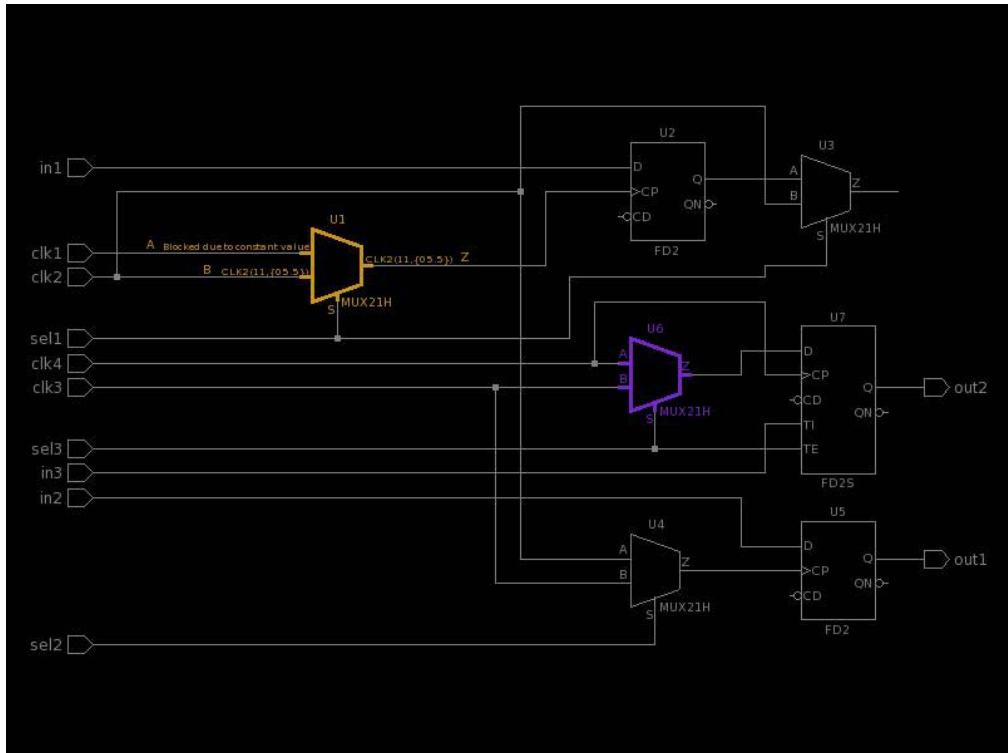 U2
U3
in1
D
Q
A
Z
CP
B
QN
CD
U1
S
MUX21H
FD2
clk1
A
Blocked due to constant value
CLK2(11,{05.5})
Z
clk2
B
CLK2(11,{05.5})
S
MUX21H
U7
sel1
U6
clk4
A
D
Z
CP
clk3
B
Q
out2
CD
S
MUX21H
QN
TI
sel3
TE
in3
FD2S
in2
U5
U4
A
D
Z
Q
out1
B
CP
QN
CD
S
MUX21H
FD2
sel2